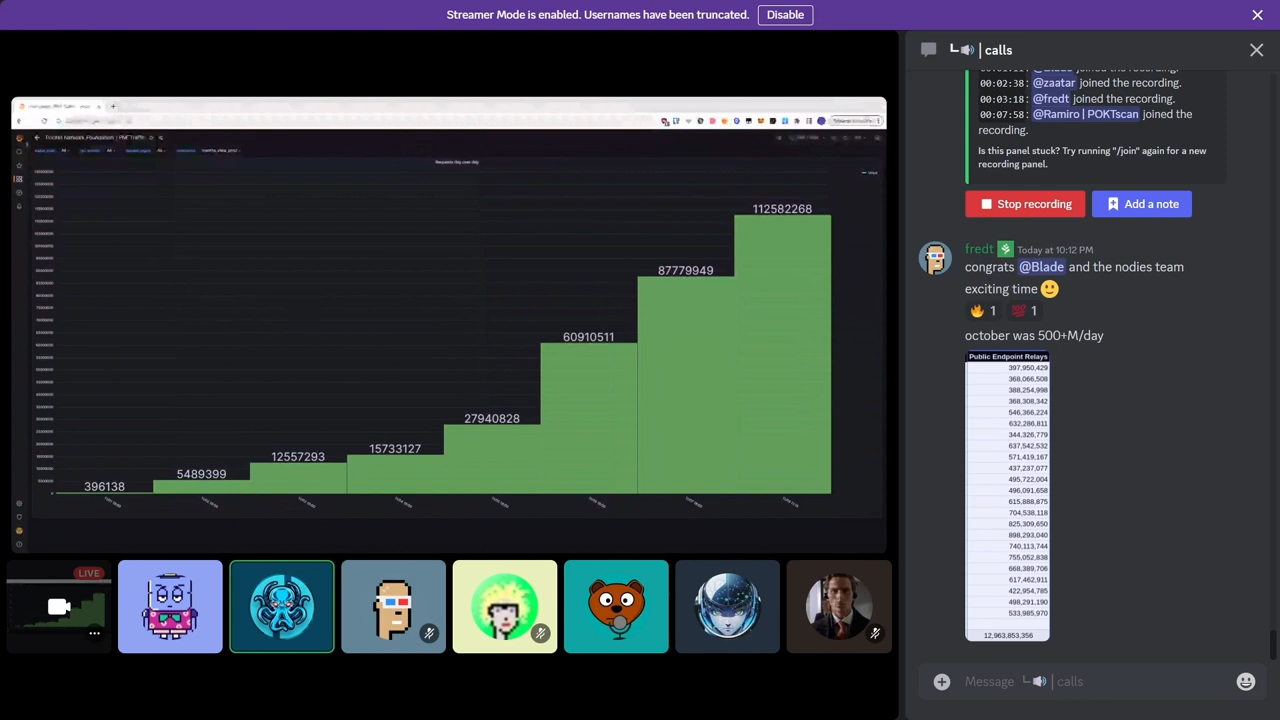 Streamer Mode is enabled. Usernames have been truncated.
Disable
calls
00:02:38: @zaatar joined the recording.
00:03:18: @fredt joined the recording.
00:07:58: @Ramiro | POKTscan joined the
recording.
Is this panel stuck? Try running "/join" again for a new
recording panel.
Stop recording
Add a note
fredt Today at 10:12 PM
congrats @Blade and the nodies team
exciting time
1 1
october was 500+M/day
Public Endpoint Relays
397,950,429
368,066,508
388,254,998
368,308,342
546,366,224
632,286,811
344,326,779
637,542,532
571,419,167
437,237,077
495,722,004
496,091,658
615,888,875
704,538,118
825,309,650
898,293,040
740,113,744
755,052,838
668,389,706
617,462,911
422,954,785
498,291,190
533,985,970
12,963,853,356
Message calls
Requests day over day
112582268
87779949
60910511
27940828
15733127
12557293
5489399
396138
LIVE